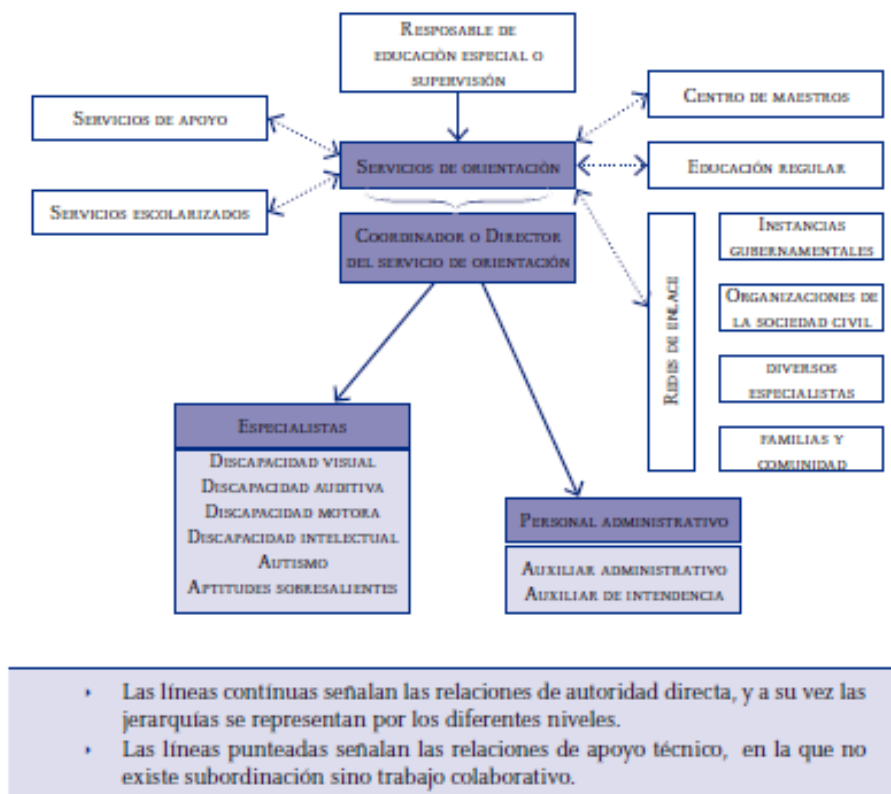 RESPOSABLE DE
EDUCACIÓN ESPECIAL O
SUPERVISIÓN
SERVICIOS DE APOYO
CENTRO DE MAESTROS
SERVICIOS DE ORIENTACIÓN
EDUCACIÓN REGULAR
SERVICIOS ESCOLARIZADOS
COORDINADOR O DIRECTOR
DEL SERVICIO DE ORIENTACIÓN
REDES DE ENLACE
INSTANCIAS
GUBERNAMENTALES
ORGANIZACIONES DE
LA SOCIEDAD CIVIL
DIVERSOS
ESPECIALISTAS
FAMILIAS Y
COMUNIDAD
ESPECIALISTAS
DISCAPACIDAD VISUAL
DISCAPACIDAD AUDITIVA
DISCAPACIDAD MOTORA
DISCAPACIDAD INTELECTUAL
AUTISMO
APTITUDES SOBRESALIENTES
PERSONAL ADMINISTRATIVO
AUXILIAR ADMINISTRATIVO
AUXILIAR DE INTENDENCIA
Las líneas contínuas señalan las relaciones de autoridad directa, y a su vez las
jerarquías se representan por los diferentes niveles.
Las líneas punteadas señalan las relaciones de apoyo técnico, en la que no
existe subordinación sino trabajo colaborativo.